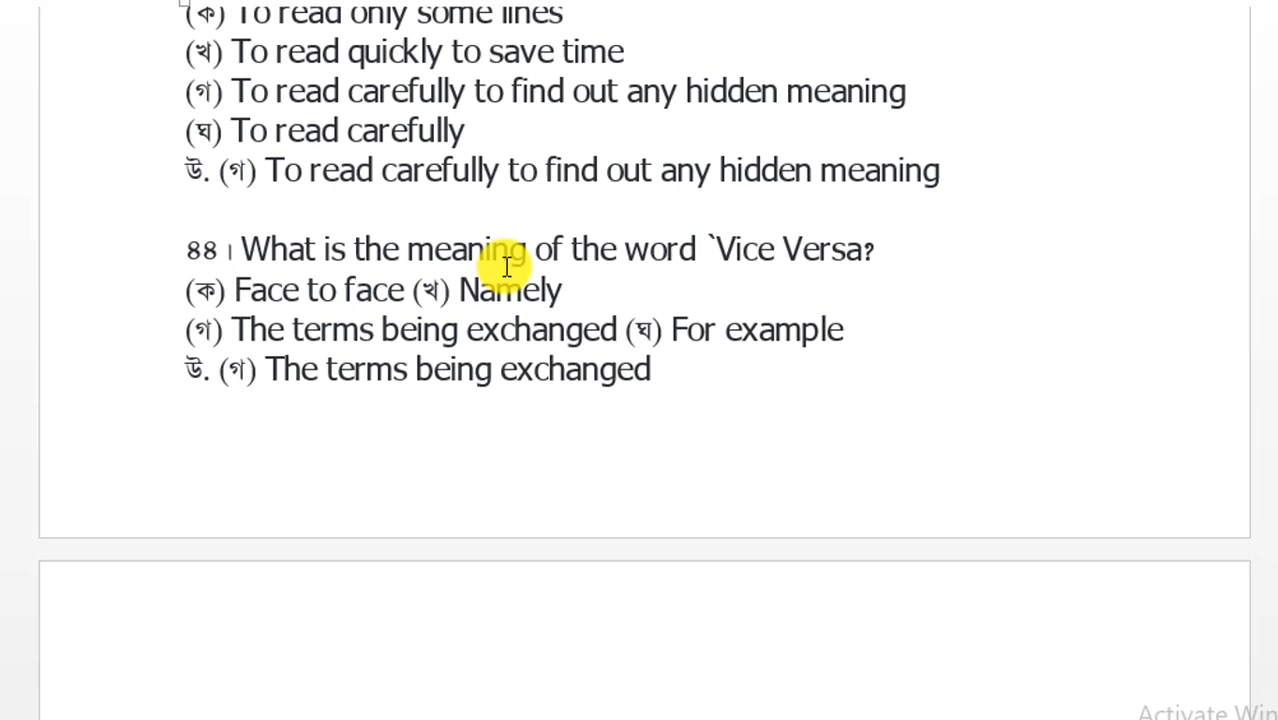 (ক) To read only some lines
(খ) To read quickly to save time
(গ) To read carefully to find out any hidden meaning
(ঘ) To read carefully
উ. (গ) To read carefully to find out any hidden meaning
৪৪। What is the meaning of the word `Vice Versa?
(ক) Face to face (খ) Namely
(গ) The terms being exchanged (ঘ) For example
উ. (গ) The terms being exchanged
Activate Win